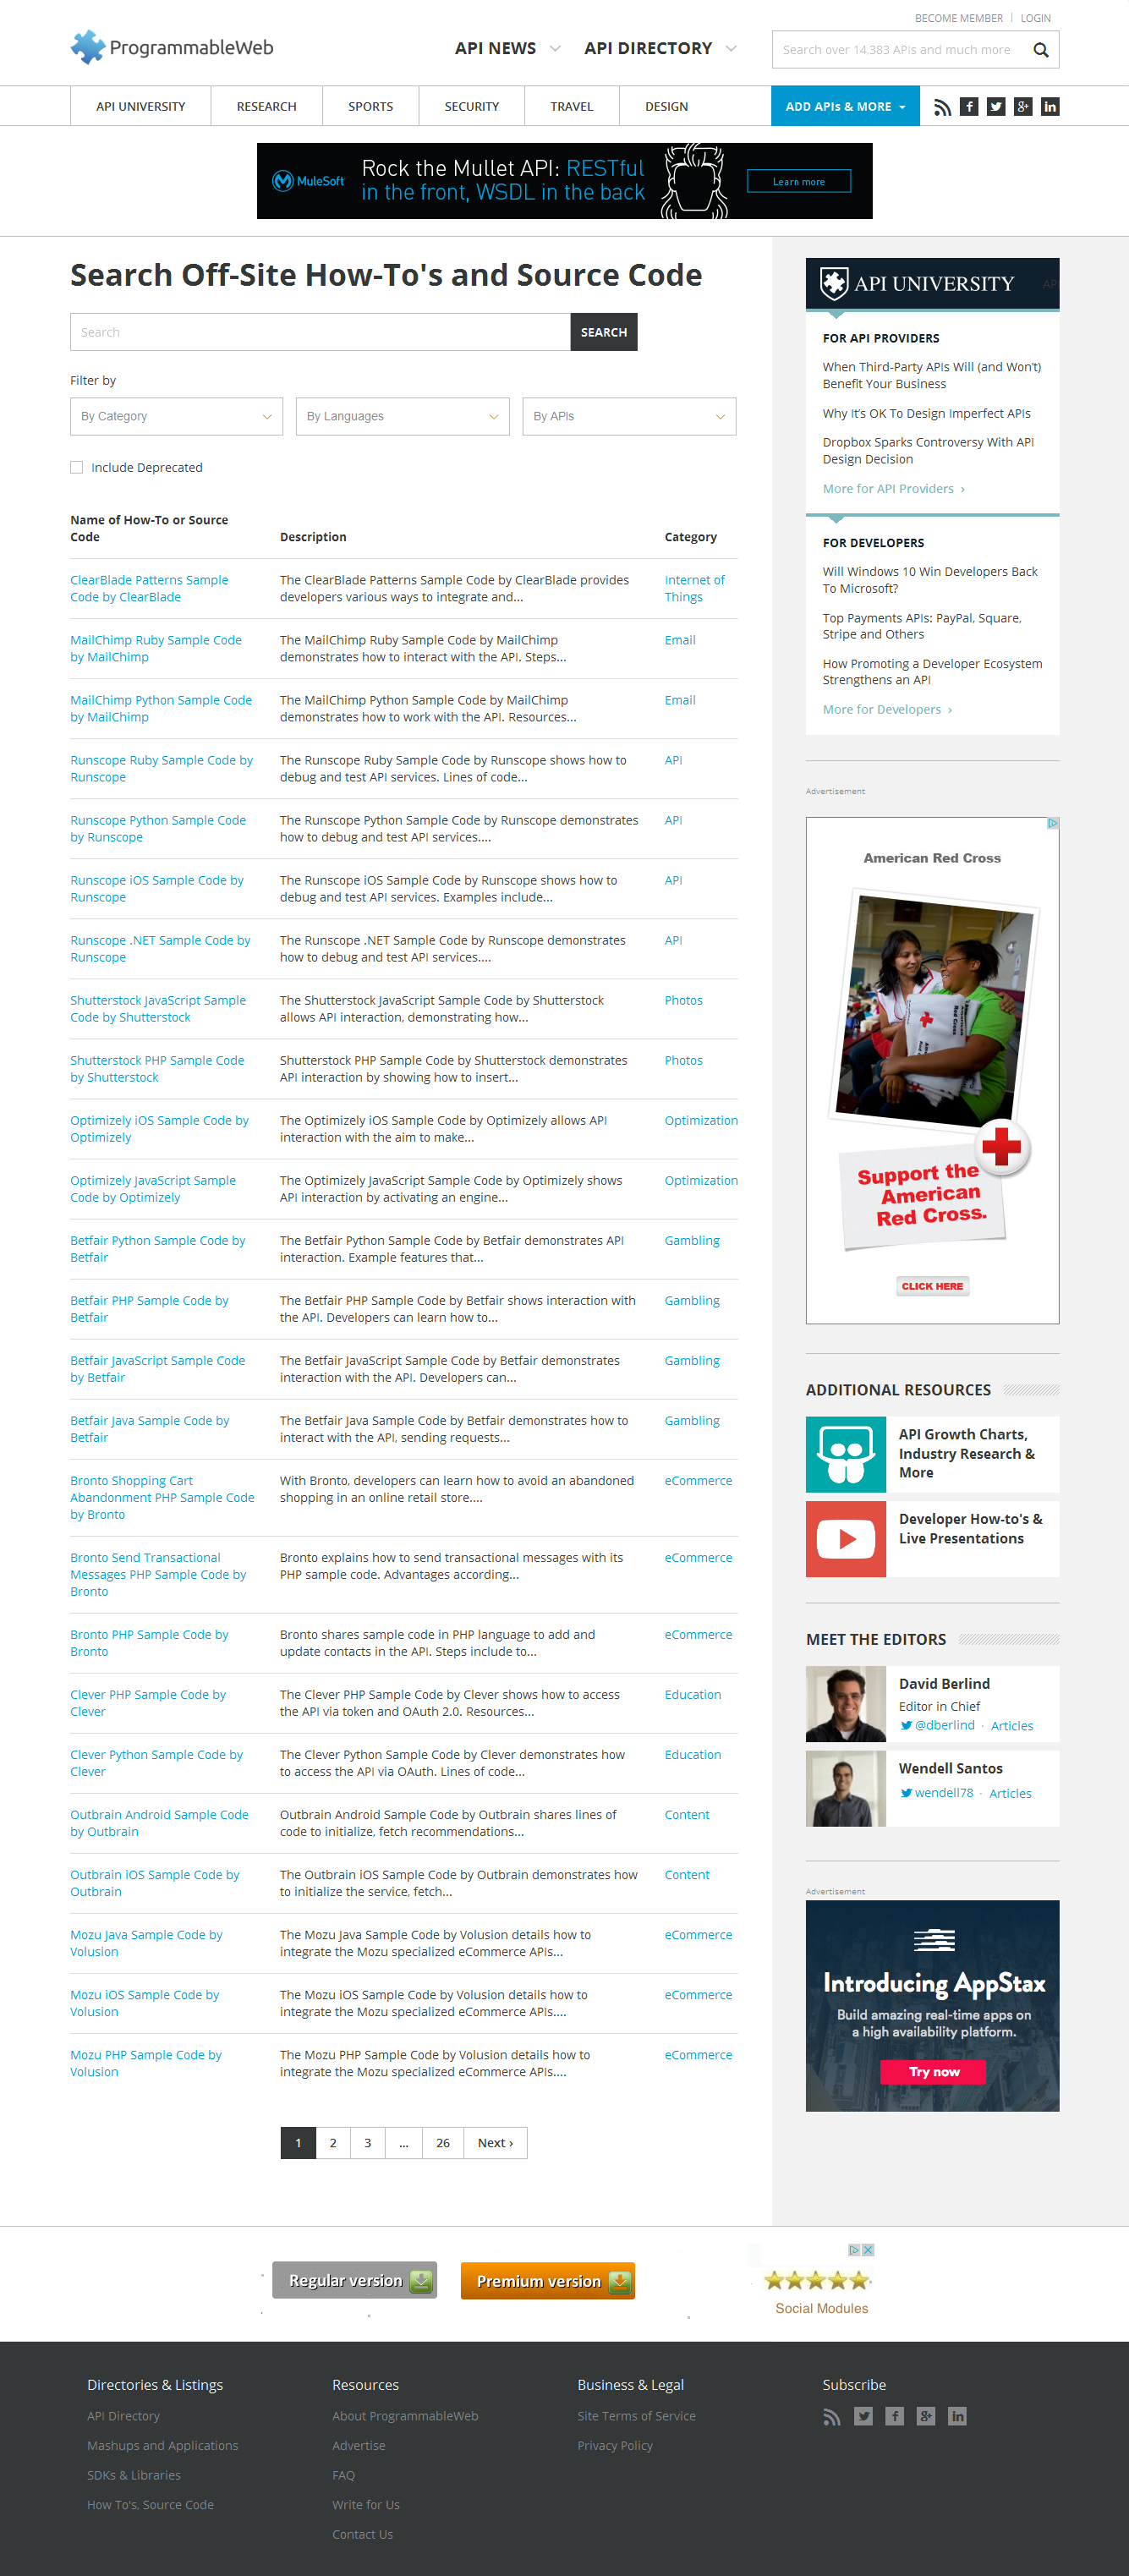 BECOME MEMBER | LOGIN
ProgrammableWeb
API NEWS
API DIRECTORY
Search over 14,383 APIs and much more
API UNIVERSITY
RESEARCH
SPORTS
SECURITY
TRAVEL
DESIGN
ADD APIs & MORE
MuleSoft
Rock the Mullet API: RESTful
in the front, WSDL in the back
Learn more
Search Off-Site How-To's and Source Code
Search
SEARCH
Filter by
By Category
By Languages
By APIs
Include Deprecated
Name of How-To or Source
Code
Description
Category
ClearBlade Patterns Sample
Code by ClearBlade
The ClearBlade Patterns Sample Code by ClearBlade provides
developers various ways to integrate and...
Internet of
Things
MailChimp Ruby Sample Code
by MailChimp
The MailChimp Ruby Sample Code by MailChimp
demonstrates how to interact with the API. Steps...
Email
MailChimp Python Sample Code
by MailChimp
The MailChimp Python Sample Code by MailChimp
demonstrates how to work with the API. Resources...
Email
Runscope Ruby Sample Code by
Runscope
The Runscope Ruby Sample Code by Runscope shows how to
debug and test API services. Lines of code...
API
Runscope Python Sample Code
by Runscope
The Runscope Python Sample Code by Runscope demonstrates
how to debug and test API services....
API
Runscope iOS Sample Code by
Runscope
The Runscope iOS Sample Code by Runscope shows how to
debug and test API services. Examples include...
API
Runscope .NET Sample Code by
Runscope
The Runscope .NET Sample Code by Runscope demonstrates
how to debug and test API services....
API
Shutterstock JavaScript Sample
Code by Shutterstock
The Shutterstock JavaScript Sample Code by Shutterstock
allows API interaction, demonstrating how...
Photos
Shutterstock PHP Sample Code
by Shutterstock
Shutterstock PHP Sample Code by Shutterstock demonstrates
API interaction by showing how to insert...
Photos
Optimizely iOS Sample Code by
Optimizely
The Optimizely iOS Sample Code by Optimizely allows API
interaction with the aim to make...
Optimization
Optimizely JavaScript Sample
Code by Optimizely
The Optimizely JavaScript Sample Code by Optimizely shows
API interaction by activating an engine...
Optimization
Betfair Python Sample Code by
Betfair
The Betfair Python Sample Code by Betfair demonstrates API
interaction. Example features that...
Gambling
Betfair PHP Sample Code by
Betfair
The Betfair PHP Sample Code by Betfair shows interaction with
the API. Developers can learn how to...
Gambling
Betfair JavaScript Sample Code
by Betfair
The Betfair JavaScript Sample Code by Betfair demonstrates
interaction with the API. Developers can...
Gambling
Betfair Java Sample Code by
Betfair
The Betfair Java Sample Code by Betfair demonstrates how to
interact with the API, sending requests...
Gambling
Bronto Shopping Cart
Abandonment PHP Sample Code
by Bronto
With Bronto, developers can learn how to avoid an abandoned
shopping in an online retail store....
eCommerce
Bronto Send Transactional
Messages PHP Sample Code by
Bronto
Bronto explains how to send transactional messages with its
PHP sample code. Advantages according...
eCommerce
Bronto PHP Sample Code by
Bronto
Bronto shares sample code in PHP language to add and
update contacts in the API. Steps include to...
eCommerce
Clever PHP Sample Code by
Clever
The Clever PHP Sample Code by Clever shows how to access
the API via token and OAuth 2.0. Resources...
Education
Clever Python Sample Code by
Clever
The Clever Python Sample Code by Clever demonstrates how
to access the API via OAuth. Lines of code...
Education
Outbrain Android Sample Code
by Outbrain
Outbrain Android Sample Code by Outbrain shares lines of
code to initialize, fetch recommendations...
Content
Outbrain iOS Sample Code by
Outbrain
The Outbrain iOS Sample Code by Outbrain demonstrates how
to initialize the service, fetch...
Content
Mozu Java Sample Code by
Volusion
The Mozu Java Sample Code by Volusion details how to
integrate the Mozu specialized eCommerce APIs...
eCommerce
Mozu iOS Sample Code by
Volusion
The Mozu iOS Sample Code by Volusion details how to
integrate the Mozu specialized eCommerce APIs....
eCommerce
Mozu PHP Sample Code by
Volusion
The Mozu PHP Sample Code by Volusion details how to
integrate the Mozu specialized eCommerce APIs....
eCommerce
1
2
3
...
26
Next ›
API UNIVERSITY
AP
FOR API PROVIDERS
When Third-Party APIs Will (and Won't)
Benefit Your Business
Why It's OK To Design Imperfect APIs
Dropbox Sparks Controversy With API
Design Decision
More for API Providers ›
FOR DEVELOPERS
Will Windows 10 Win Developers Back
To Microsoft?
Top Payments APIs: PayPal, Square,
Stripe and Others
How Promoting a Developer Ecosystem
Strengthens an API
More for Developers ›
Advertisement
American Red Cross
Support the
American
Red Cross.
CLICK HERE
ADDITIONAL RESOURCES
API Growth Charts,
Industry Research &
More
Developer How-to's &
Live Presentations
MEET THE EDITORS
David Berlind
Editor in Chief
@dberlind · Articles
Wendell Santos
wendell78 · Articles
Advertisement
Introducing AppStax
Build amazing real-time apps on
a high availability platform.
Try now
Regular version
Premium version
Social Modules
Directories & Listings
API Directory
Mashups and Applications
SDKs & Libraries
How To's, Source Code
Resources
About ProgrammableWeb
Advertise
FAQ
Write for Us
Contact Us
Business & Legal
Site Terms of Service
Privacy Policy
Subscribe